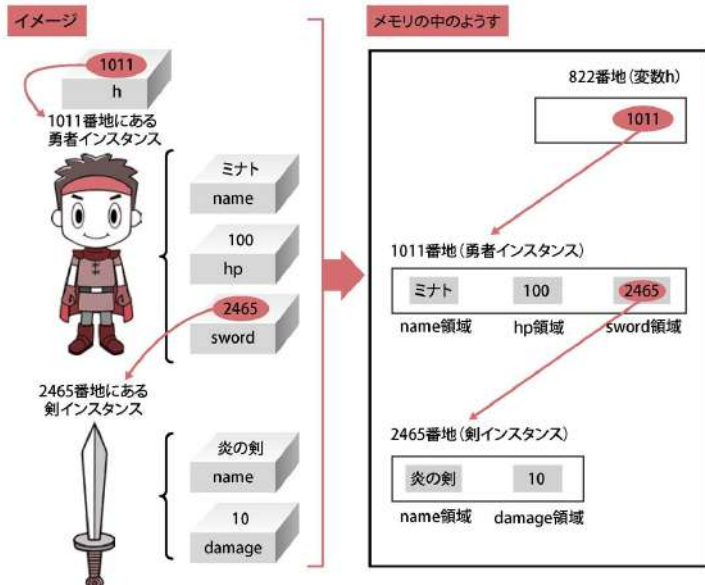 イメージ
1011
h
1011番地にある
勇者インスタンス
ミナト
name
100
hp
2465
sword
2465番地にある
剣インスタンス
炎の剣
name
10
damage
メモリの中のようす
822番地(変数h)
1011
1011番地(勇者インスタンス)
ミナト 100 2465
name領域 hp領域 sword領域
2465番地(剣インスタンス)
炎の剣 10
name領域 damage領域